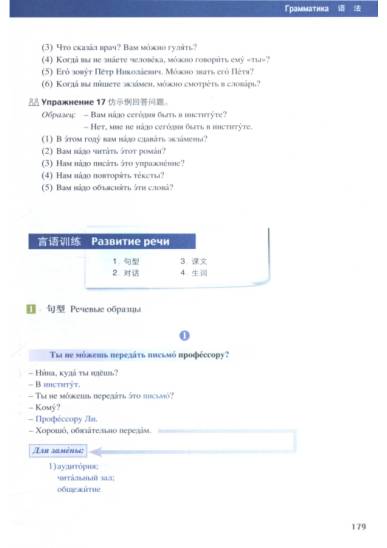 Грамматика 语 法
(3) Что сказа́л врач? Вам мо́жно гуля́ть?
(4) Когда́ вы не зна́ете челове́ка, мо́жно говори́ть ему́ «ты»?
(5) Его́ зову́т Пётр Никола́евич. Мо́жно звать его́ Пе́тя?
(6) Когда́ вы пи́шете экза́мен, мо́жно смотре́ть в слова́рь?
Упражнение 17 仿示例回答问题。
Образец: – Вам на́до сего́дня быть в институ́те?
– Нет, мне не на́до сего́дня быть в институ́те.
(1) В э́том году́ вам на́до сдава́ть экза́мены?
(2) Вам на́до чита́ть э́тот рома́н?
(3) Нам на́до писа́ть э́то упражне́ние?
(4) Нам на́до повторя́ть те́ксты?
(5) Вам на́до объясня́ть э́ти слова́?
言语训练 Развитие речи
1. 句型 3. 课文
2. 对话 4. 生词
1 句型 Речевые образцы
1
Ты не мо́жешь переда́ть письмо́ профе́ссору?
– Ни́на, куда́ ты идёшь?
– В институ́т.
– Ты не мо́жешь переда́ть э́то письмо́?
– Кому́?
– Профе́ссору Ли.
– Хорошо́, обяза́тельно переда́м.
Для заме́ны:
1) аудито́рия;
чита́льный зал;
общежи́тие
179